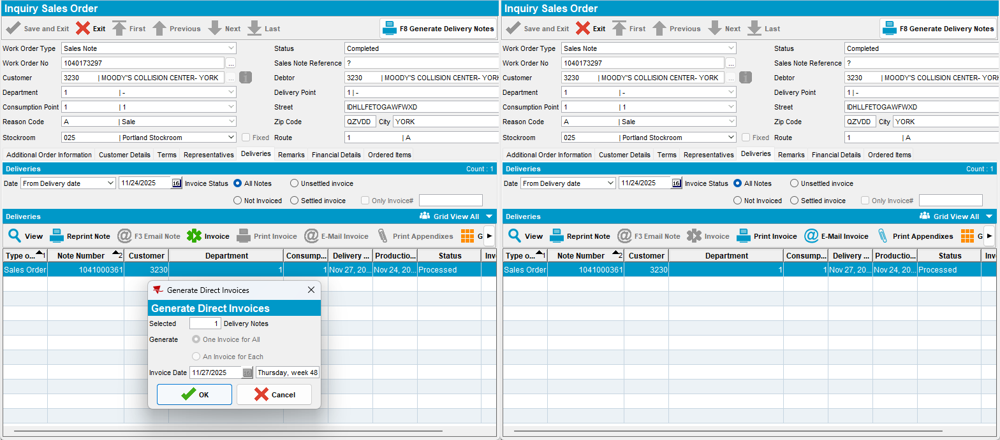 Inquiry Sales Order
Save and Exit Exit First Previous Next Last F8 Generate Delivery Notes
Work Order Type Sales Note Status Completed
Work Order No 1040173297 ... Sales Note Reference ?
Customer 3230 | MOODY'S COLLISION CENTER- YORK ... i Debtor 3230 | MOODY'S COLLISION CENTER- YORK
Department 1 | - Delivery Point 1 | -
Consumption Point 1 | 1 Street IDHLLFETOGAWFWXD
Reason Code A | Sale Zip Code QZVDD City YORK
Stockroom 025 | Portland Stockroom Fixed Route 1 | A
Additional Order Information Customer Details Terms Representatives Deliveries Remarks Financial Details Ordered Items
Deliveries Count : 1
Date From Delivery date 11/24/2025 16 Invoice Status All Notes Unsettled invoice
Not Invoiced Settled invoice Only Invoice#
Deliveries Grid View All
View Reprint Note @ F3 Email Note Invoice Print Invoice @ E-Mail Invoice Print Appendixes G
Type o... 1 Note Number 2 Customer Department Consump... Delivery ... Productio... Status Inv
Sales Order 1041000361 3230 1 1 Nov 27, 20... Nov 24, 20... Processed
Generate Direct Invoices
Generate Direct Invoices
Selected 1 Delivery Notes
Generate One Invoice for All
An Invoice for Each
Invoice Date 11/27/2025 16 Thursday, week 48
OK Cancel
Inquiry Sales Order
Save and Exit Exit First Previous Next Last F8 Generate Delivery Notes
Work Order Type Sales Note Status Completed
Work Order No 1040173297 ... Sales Note Reference ?
Customer 3230 | MOODY'S COLLISION CENTER- YORK ... i Debtor 3230 | MOODY'S COLLISION CENTER- YORK
Department 1 | - Delivery Point 1 | -
Consumption Point 1 | 1 Street IDHLLFETOGAWFWXD
Reason Code A | Sale Zip Code QZVDD City YORK
Stockroom 025 | Portland Stockroom Fixed Route 1 | A
Additional Order Information Customer Details Terms Representatives Deliveries Remarks Financial Details Ordered Items
Deliveries Count : 1
Date From Delivery date 11/24/2025 16 Invoice Status All Notes Unsettled invoice
Not Invoiced Settled invoice Only Invoice#
Deliveries Grid View All
View Reprint Note @ F3 Email Note Invoice Print Invoice @ E-Mail Invoice Print Appendixes G
Type o... 1 Note Number 2 Customer Department Consump... Delivery ... Productio... Status Inv
Sales Order 1041000361 3230 1 1 Nov 27, 20... Nov 24, 20... Processed